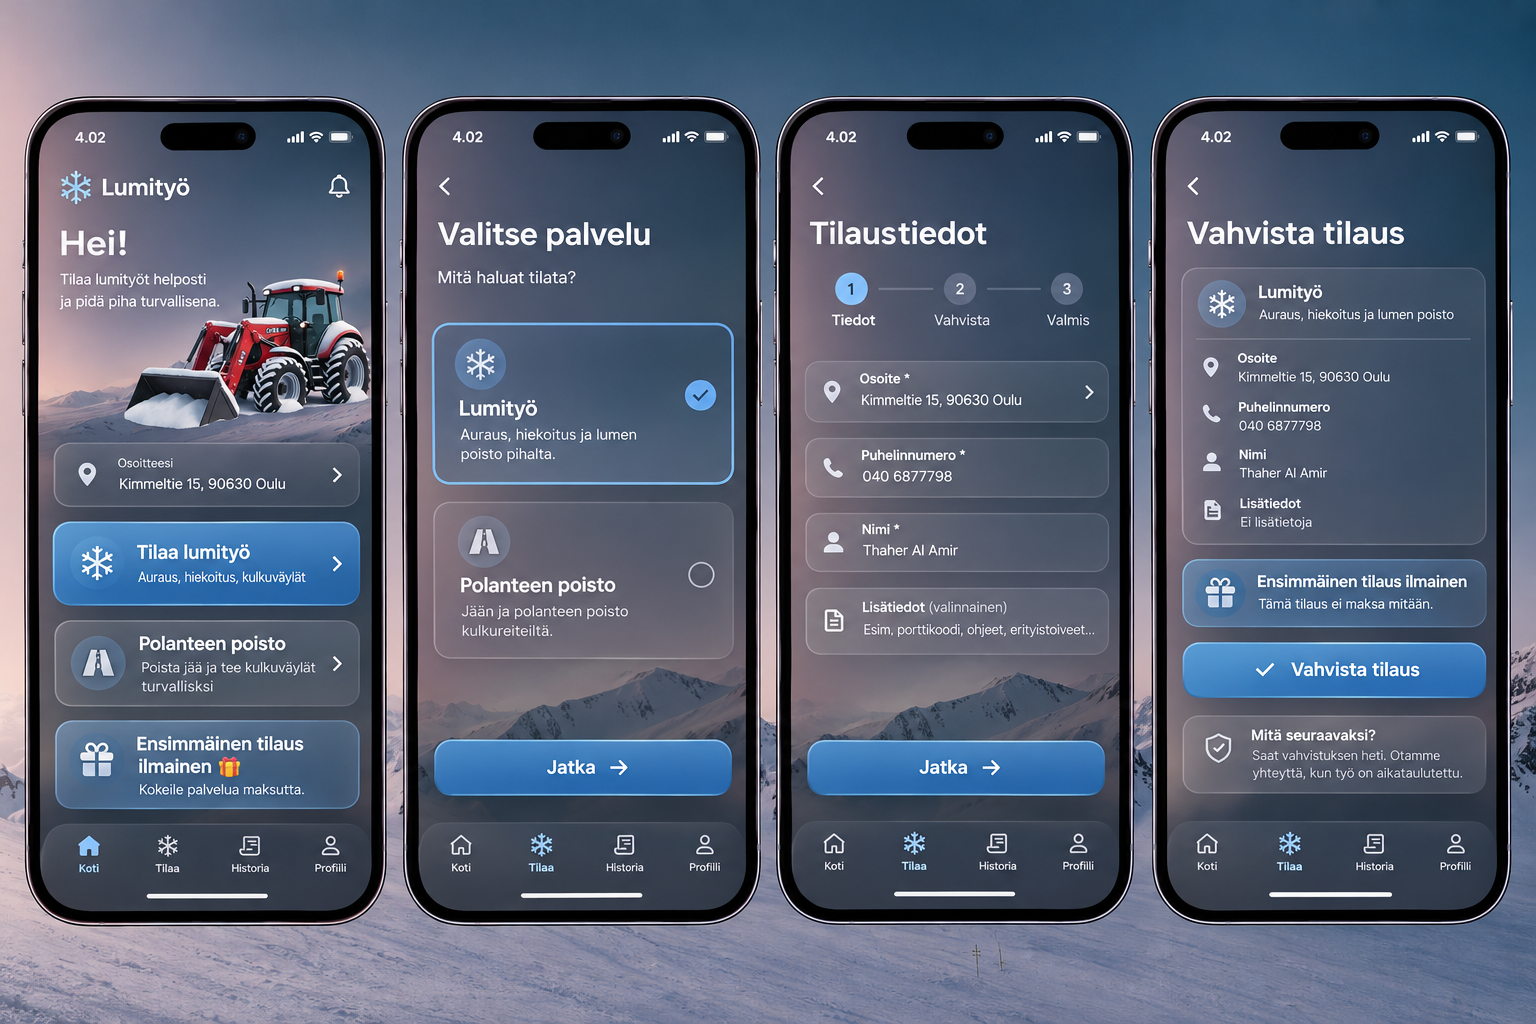 4.02
Lumityö
Hei!
Tilaa lumityöt helposti
ja pidä piha turvallisena.
Osoitteesi
Kimmeltie 15, 90630 Oulu
Tilaa lumityö
Auraus, hiekoitus, kulkuväylät
Polanteen poisto
Poista jää ja tee kulkuväylät
turvallisksi
Ensimmäinen tilaus
ilmainen 🎁
Kokeile palvelua maksutta.
Koti
Tilaa
Historia
Profiili
4.02
Valitse palvelu
Mitä haluat tilata?
Lumityö
Auraus, hiekoitus ja lumen
poisto pihalta.
Polanteen poisto
Jään ja polanteen poisto
kulkureiteiltä.
Jatka →
Koti
Tilaa
Historia
Profiili
4.02
Tilaustiedot
1
2
3
Tiedot
Vahvista
Valmis
Osoite *
Kimmeltie 15, 90630 Oulu
Puhelinnumero *
040 6877798
Nimi *
Thaher Al Amir
Lisätiedot (valinnainen)
Esim. porttikoodi, ohjeet, erityistoiveet...
Jatka →
Koti
Tilaa
Historia
Profiili
4.02
Vahvista tilaus
Lumityö
Auraus, hiekoitus ja lumen poisto
Osoite
Kimmeltie 15, 90630 Oulu
Puhelinnumero
040 6877798
Nimi
Thaher Al Amir
Lisätiedot
Ei lisätietoja
Ensimmäinen tilaus ilmainen
Tämä tilaus ei maksa mitään.
Vahvista tilaus
Mitä seuraavaksi?
Saat vahvistuksen heti. Otamme
yhteyttä, kun työ on aikataulutettu.
Koti
Tilaa
Historia
Profiili